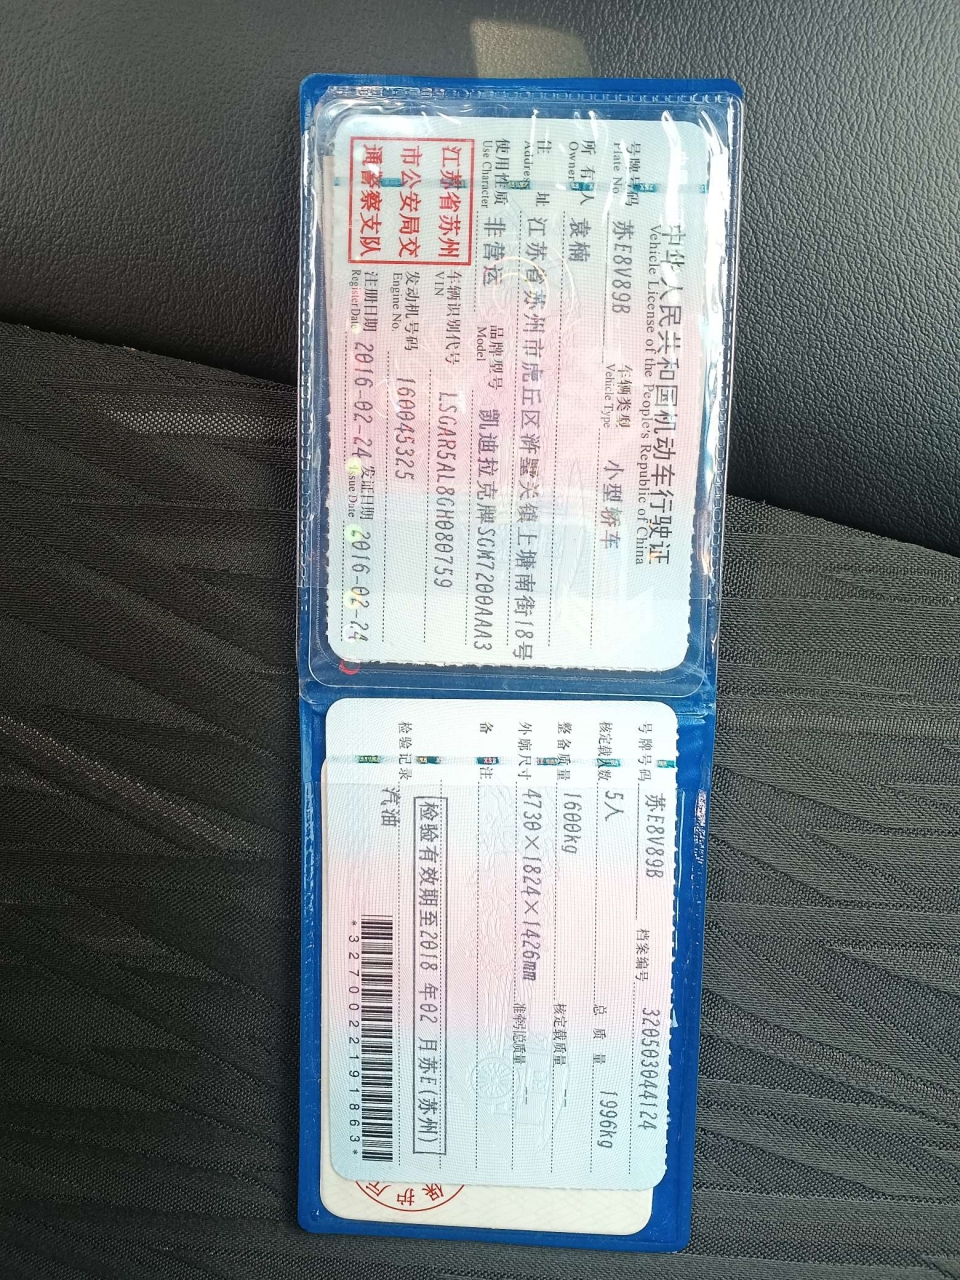 中华人民共和国机动车行驶证
Vehicle License of the People's Republic of China
号牌号码 苏E8V89B 车辆类型 小型轿车
Plate No. Vehicle Type
所有人 袁楠
Owner
住址 江苏省苏州市虎丘区浒墅关镇上塘南街18号
Address
使用性质 非营运 品牌型号 凯迪拉克牌SGM7200AAA3
Use Character Model
江苏省苏州
市公安局交
通警察支队
车辆识别代号 LSGAR5AL8GH080759
VIN
发动机号码 160045325
Engine No.
注册日期 2016-02-24 发证日期 2016-02-24
Register Date Issue Date
号牌号码 苏E8V89B 档案编号 320503044124
核定载人数 5人 总质量 1996kg
整备质量 1600kg 核定载质量 --
外廓尺寸 4730×1824×1426mm 准牵引总质量 --
备注
检验有效期至2018年02月苏E(苏州)
检验记录
汽油
*3270022191863*